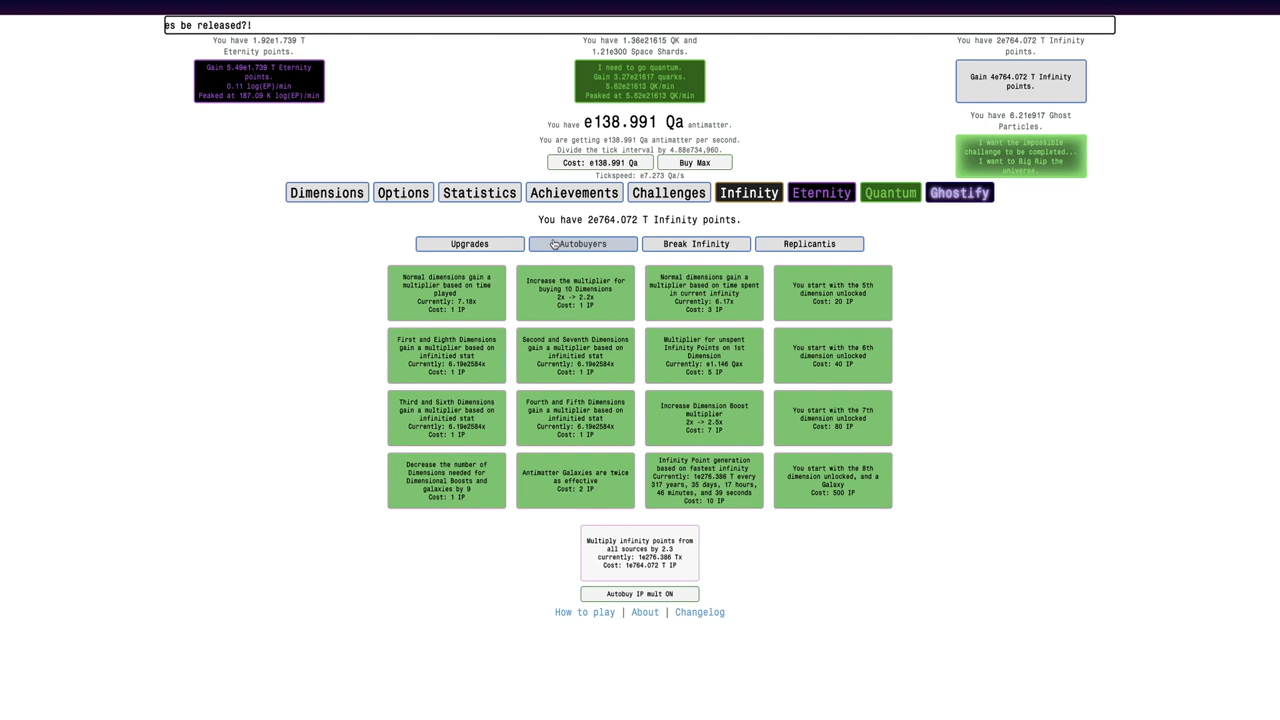 es be released?!
You have 1.92e1.739 T
Eternity points.
Gain 5.49e1.739 T Eternity
points.
0.11 log(EP)/min
Peaked at 187.09 K log(EP)/min
You have 1.36e21615 QK and
1.21e300 Space Shards.
I need to go quantum.
Gain 3.27e21617 quarks.
5.62e21613 QK/min
Peaked at 5.62e21613 QK/min
You have 2e764.072 T Infinity
points.
Gain 4e764.072 T Infinity
points.
You have 6.21e917 Ghost
Particles.
I want the impossible
challenge to be completed...
I want to Big Rip the
universe.
You have e138.991 Qa antimatter.
You are getting e138.991 Qa antimatter per second.
Divide the tick interval by 4.88e734,960.
Cost: e138.991 Qa
Buy Max
Tickspeed: e7.273 Qa/s
Dimensions
Options
Statistics
Achievements
Challenges
Infinity
Eternity
Quantum
Ghostify
You have 2e764.072 T Infinity points.
Upgrades
Autobuyers
Break Infinity
Replicantis
Normal dimensions gain a
multiplier based on time
played
Currently: 7.18x
Cost: 1 IP
Increase the multiplier for
buying 10 Dimensions
2x -> 2.2x
Cost: 1 IP
Normal dimensions gain a
multiplier based on time spent
in current infinity
Currently: 6.17x
Cost: 3 IP
You start with the 5th
dimension unlocked
Cost: 20 IP
First and Eighth Dimensions
gain a multiplier based on
infinitied stat
Currently: 6.19e2584x
Cost: 1 IP
Second and Seventh Dimensions
gain a multiplier based on
infinitied stat
Currently: 6.19e2584x
Cost: 1 IP
Multiplier for unspent
Infinity Points on 1st
Dimension
Currently: e1.146 Qax
Cost: 5 IP
You start with the 6th
dimension unlocked
Cost: 40 IP
Third and Sixth Dimensions
gain a multiplier based on
infinitied stat
Currently: 6.19e2584x
Cost: 1 IP
Fourth and Fifth Dimensions
gain a multiplier based on
infinitied stat
Currently: 6.19e2584x
Cost: 1 IP
Increase Dimension Boost
multiplier
2x -> 2.5x
Cost: 7 IP
You start with the 7th
dimension unlocked
Cost: 80 IP
Decrease the number of
Dimensions needed for
Dimensional Boosts and
galaxies by 9
Cost: 1 IP
Antimatter Galaxies are twice
as effective
Cost: 2 IP
Infinity Point generation
based on fastest infinity
Currently: 1e276.386 T every
317 years, 35 days, 17 hours,
46 minutes, and 39 seconds
Cost: 10 IP
You start with the 8th
dimension unlocked, and a
Galaxy
Cost: 500 IP
Multiply infinity points from
all sources by 2.3
currently: 1e276.386 Tx
Cost: 1e764.072 T IP
Autobuy IP mult ON
How to play | About | Changelog